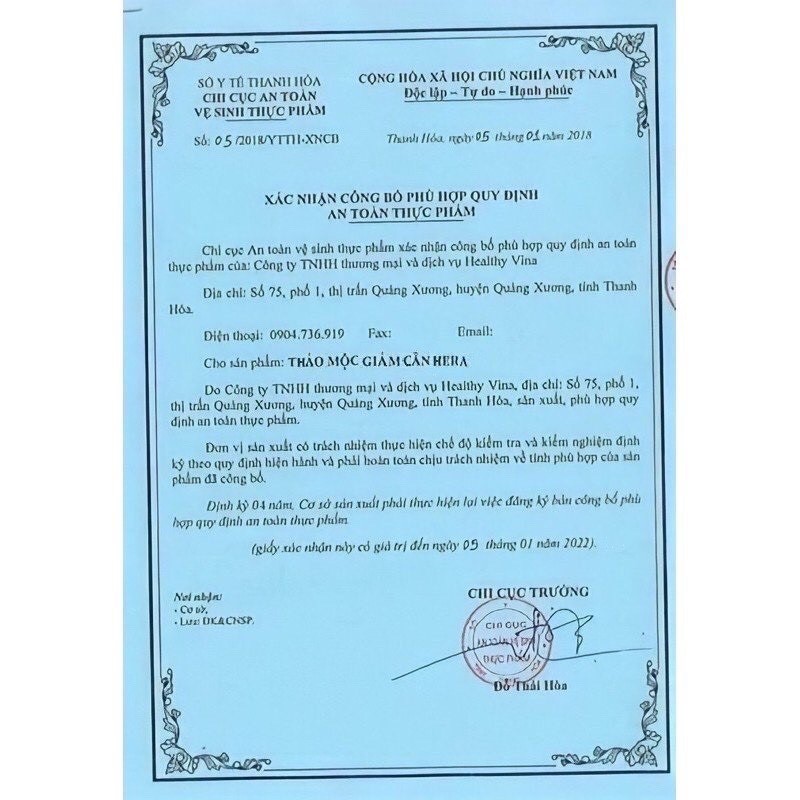 SỞ Y TẾ THANH HÓA
CHI CỤC AN TOÀN
VỆ SINH THỰC PHẨM
Số: 05/2018/YTTH-XNCB
CỘNG HÒA XÃ HỘI CHỦ NGHĨA VIỆT NAM
Độc lập – Tự do – Hạnh phúc
Thanh Hóa, ngày 05 tháng 01 năm 2018
XÁC NHẬN CÔNG BỐ PHÙ HỢP QUY ĐỊNH
AN TOÀN THỰC PHẨM
Chi cục An toàn vệ sinh thực phẩm xác nhận công bố phù hợp quy định an toàn
thực phẩm của: Công ty TNHH thương mại và dịch vụ Healthy Vina
Địa chỉ: Số 75, phố 1, thị trấn Quảng Xương, huyện Quảng Xương, tỉnh Thanh
Hóa.
Điện thoại: 0904.736.919 Fax: Email:
Cho sản phẩm: THẢO MỘC GIẢM CÂN HERA
Do Công ty TNHH thương mại và dịch vụ Healthy Vina, địa chỉ: Số 75, phố 1,
thị trấn Quảng Xương, huyện Quảng Xương, tỉnh Thanh Hóa, sản xuất, phù hợp quy
định an toàn thực phẩm.
Đơn vị sản xuất có trách nhiệm thực hiện chế độ kiểm tra và kiểm nghiệm định
kỳ theo quy định hiện hành và phải hoàn toàn chịu trách nhiệm về tính phù hợp của sản
phẩm đã công bố.
Định kỳ 04 năm, Cơ sở sản xuất phải thực hiện lại việc đăng ký bản công bố phù
hợp quy định an toàn thực phẩm.
(giấy xác nhận này có giá trị đến ngày 05 tháng 01 năm 2022).
Nơi nhận:
- Cơ sở,
- Lưu: ĐK&CNSP.
CHI CỤC TRƯỞNG
CHI CỤC
Đỗ Thái Hòa